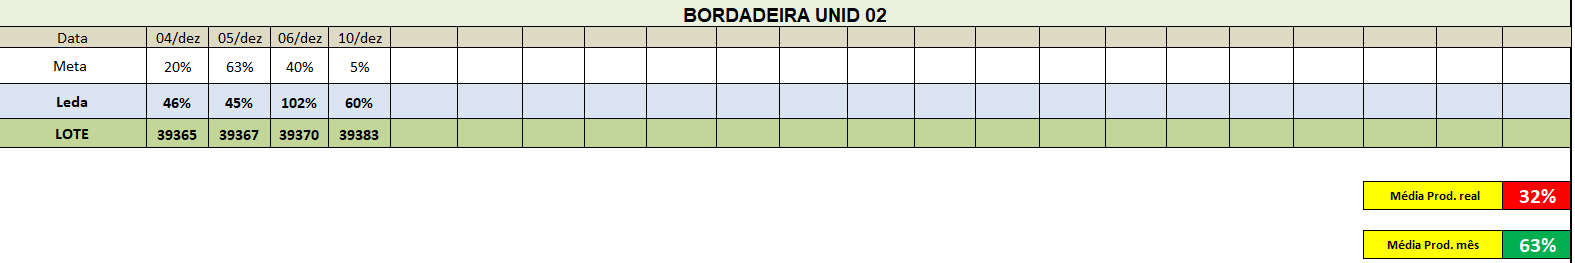 BORDADEIRA UNID 02
Data 04/dez 05/dez 06/dez 10/dez
Meta 20% 63% 40% 5%
Leda 46% 45% 102% 60%
LOTE 39365 39367 39370 39383
Média Prod. real 32%
Média Prod. mês 63%